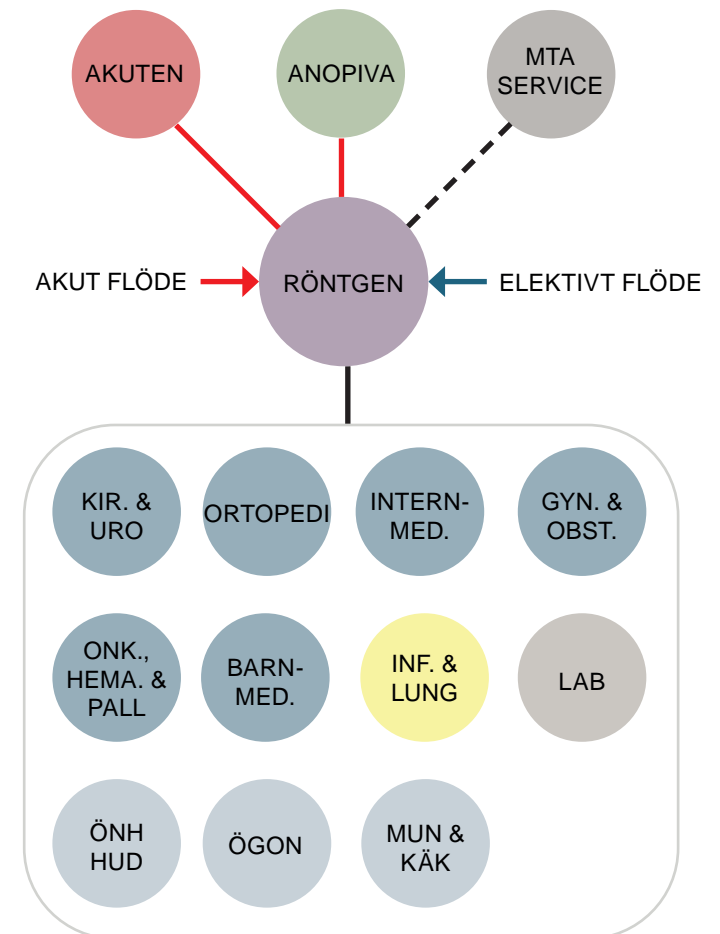 AKUTEN
ANOPIVA
MTA
SERVICE
AKUT FLÖDE
RÖNTGEN
ELEKTIVT FLÖDE
KIR. &
URO
ORTOPEDI
INTERN-
MED.
GYN. &
OBST.
ONK.,
HEMA. &
PALL
BARN-
MED.
INF. &
LUNG
LAB
ÖNH
HUD
ÖGON
MUN &
KÄK